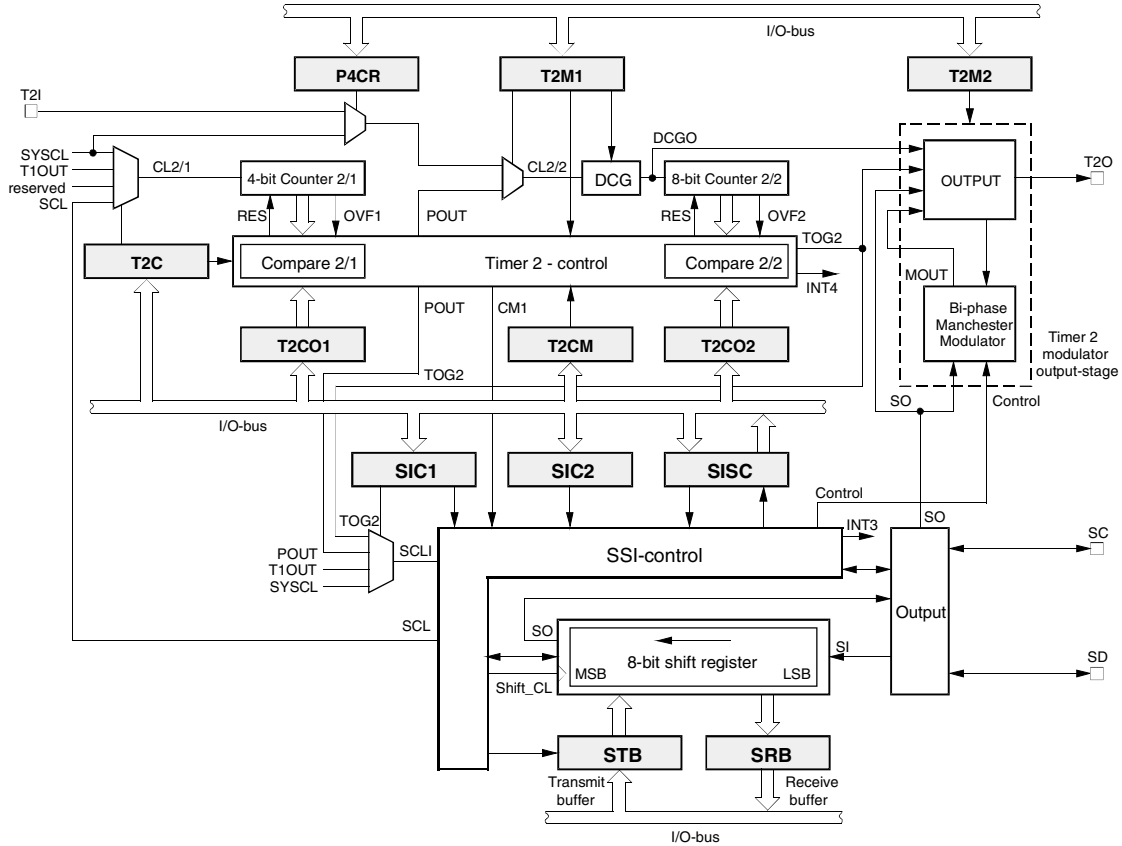 I/O-bus
P4CR
T2M1
T2M2
T2I
DCGO
SYSCL
T1OUT
reserved
SCL
CL2/1
4-bit Counter 2/1
CL2/2
DCG
8-bit Counter 2/2
OUTPUT
T2O
RES
OVF1
POUT
RES
OVF2
TOG2
T2C
Compare 2/1
Timer 2 - control
Compare 2/2
INT4
MOUT
Bi-phase
Manchester
Modulator
POUT
CM1
T2CO1
T2CM
T2CO2
Timer 2
modulator
output-stage
TOG2
SO
Control
I/O-bus
SIC1
SIC2
SISC
Control
TOG2
INT3
SO
SC
POUT
T1OUT
SYSCL
SCLI
SSI-control
Output
SCL
SO
8-bit shift register
MSB
LSB
SI
SD
Shift_CL
STB
SRB
Transmit
buffer
Receive
buffer
I/O-bus